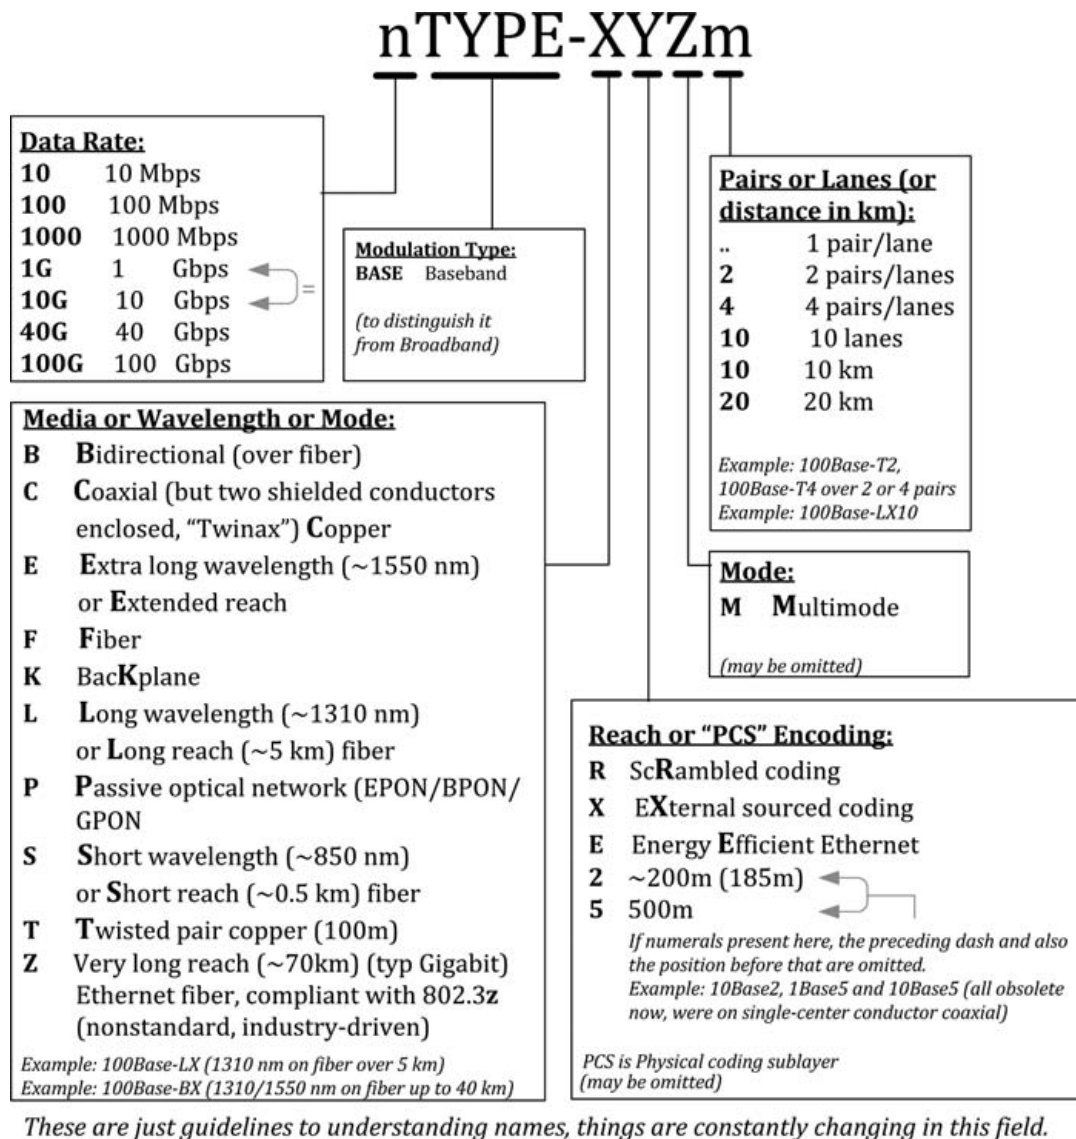 nTYPE-XYZm
Data Rate:
10 10 Mbps
100 100 Mbps
1000 1000 Mbps
1G 1 Gbps
10G 10 Gbps
=
40G 40 Gbps
100G 100 Gbps
Modulation Type:
BASE Baseband
(to distinguish it
from Broadband)
Pairs or Lanes (or
distance in km):
.. 1 pair/lane
2 2 pairs/lanes
4 4 pairs/lanes
10 10 lanes
10 10 km
20 20 km
Example: 100Base-T2,
100Base-T4 over 2 or 4 pairs
Example: 100Base-LX10
Media or Wavelength or Mode:
B Bidirectional (over fiber)
C Coaxial (but two shielded conductors
enclosed, “Twinax”) Copper
E Extra long wavelength (~1550 nm)
or Extended reach
F Fiber
K BacKplane
L Long wavelength (~1310 nm)
or Long reach (~5 km) fiber
P Passive optical network (EPON/BPON/
GPON
S Short wavelength (~850 nm)
or Short reach (~0.5 km) fiber
T Twisted pair copper (100m)
Z Very long reach (~70km) (typ Gigabit)
Ethernet fiber, compliant with 802.3z
(nonstandard, industry-driven)
Example: 100Base-LX (1310 nm on fiber over 5 km)
Example: 100Base-BX (1310/1550 nm on fiber up to 40 km)
Mode:
M Multimode
(may be omitted)
Reach or “PCS” Encoding:
R ScRambled coding
X EXternal sourced coding
E Energy Efficient Ethernet
2 ~200m (185m)
5 500m
If numerals present here, the preceding dash and also
the position before that are omitted.
Example: 10Base2, 1Base5 and 10Base5 (all obsolete
now, were on single-center conductor coaxial)
PCS is Physical coding sublayer
(may be omitted)
These are just guidelines to understanding names, things are constantly changing in this field.